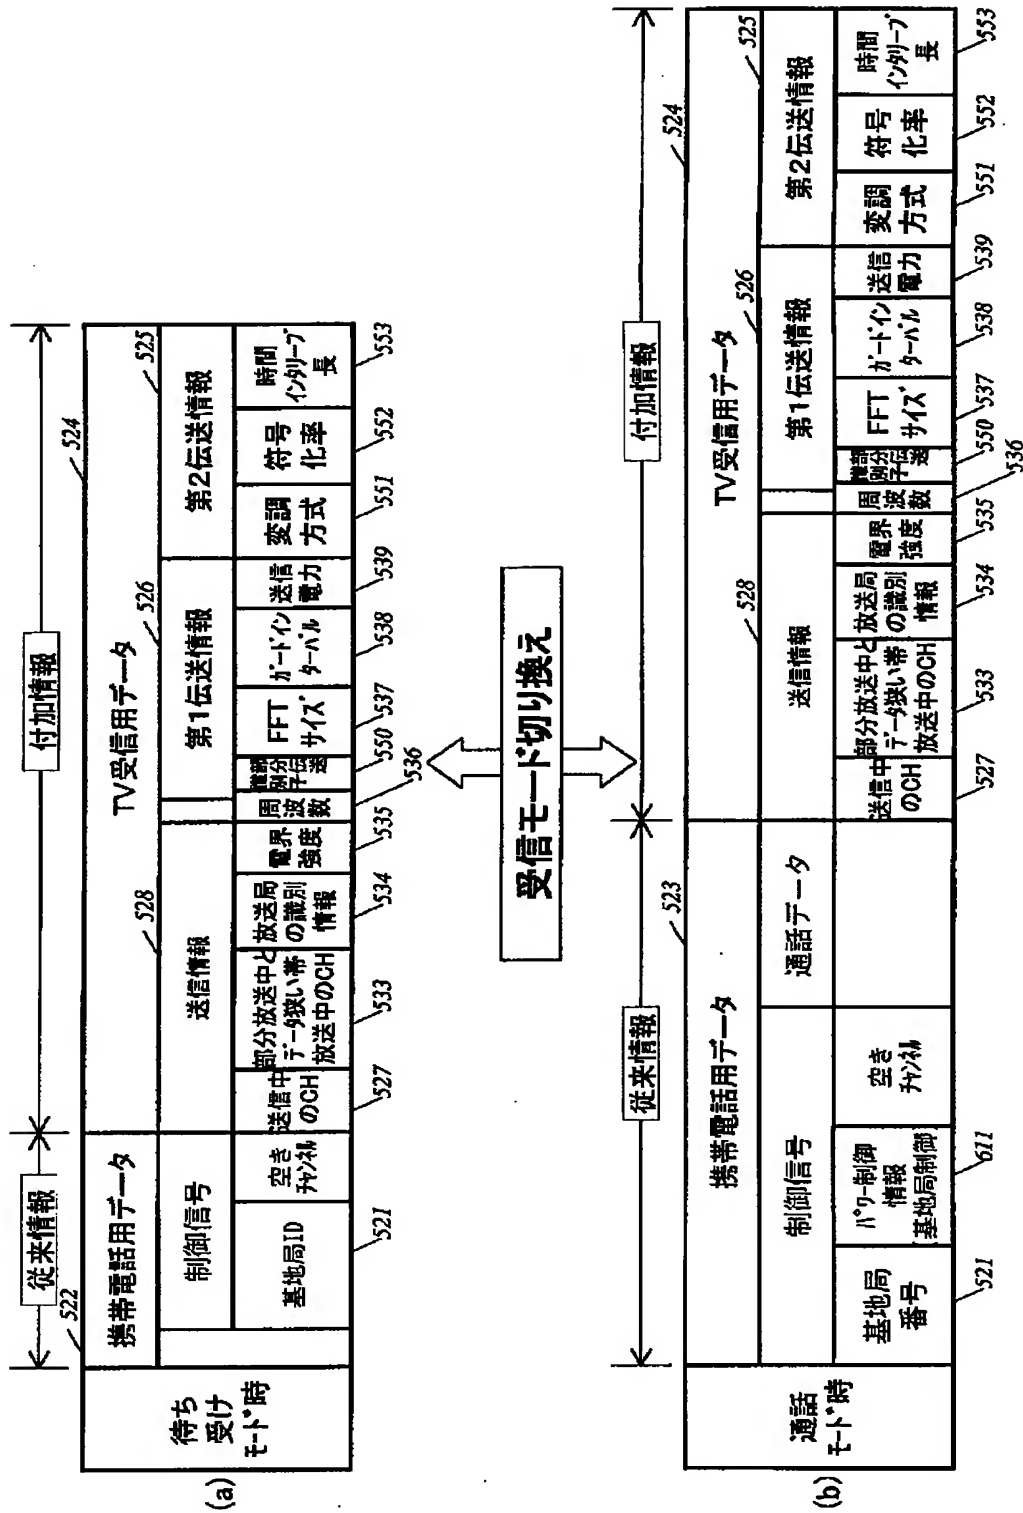 (a)
従来情報
付加情報
522
524
待ち
受け
モード時
携帯電話用データ
TV受信用データ
528
526
525
制御信号
送信情報
第1伝送情報
第2伝送情報
基地局ID
空き
チャンネル
送信中
のCH
部分放送中と
データ狭い帯
放送中のCH
放送局
の識別
情報
電界
強度
周
波
数
FFT
サイズ
ガードイン
ターバル
送信
電力
変調
方式
符号
化率
時間
インタリーブ
長
521
527
533
534
535
536
550
537
538
539
551
552
553
受信モード切り換え
(b)
従来情報
付加情報
523
524
通話
モード時
携帯電話用データ
TV受信用データ
528
526
525
制御信号
通話データ
送信情報
第1伝送情報
第2伝送情報
基地局
番号
パワー制御
情報
(基地局制御)
空き
チャンネル
送信中
のCH
部分放送中と
データ狭い帯
放送中のCH
放送局
の識別
情報
電界
強度
周
波
数
FFT
サイズ
ガードイン
ターバル
送信
電力
変調
方式
符号
化率
時間
インタリーブ
長
521
611
527
533
534
535
536
550
537
538
539
551
552
553